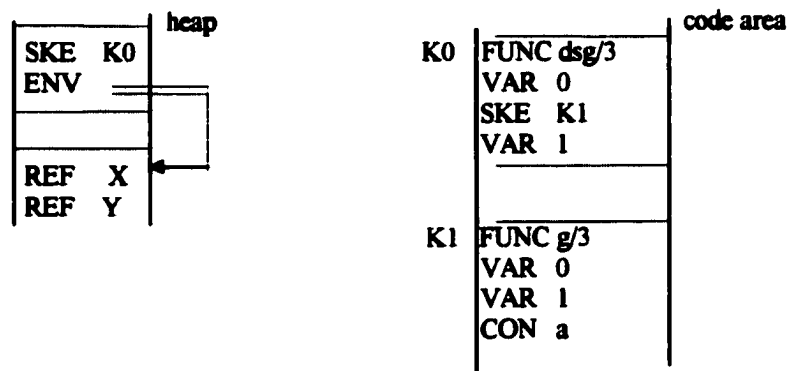 heap
SKE K0
ENV
REF X
REF Y
code area
K0 FUNC dsg/3
VAR 0
SKE K1
VAR 1
K1 FUNC g/3
VAR 0
VAR 1
CON a